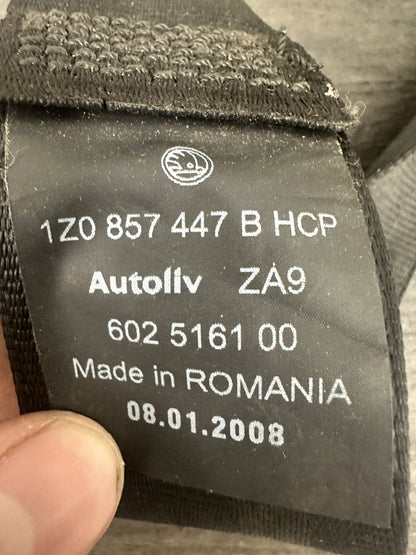 1Z0 857 447 B HCP
Autoliv ZA9
602 5161 00
Made in ROMANIA
08.01.2008